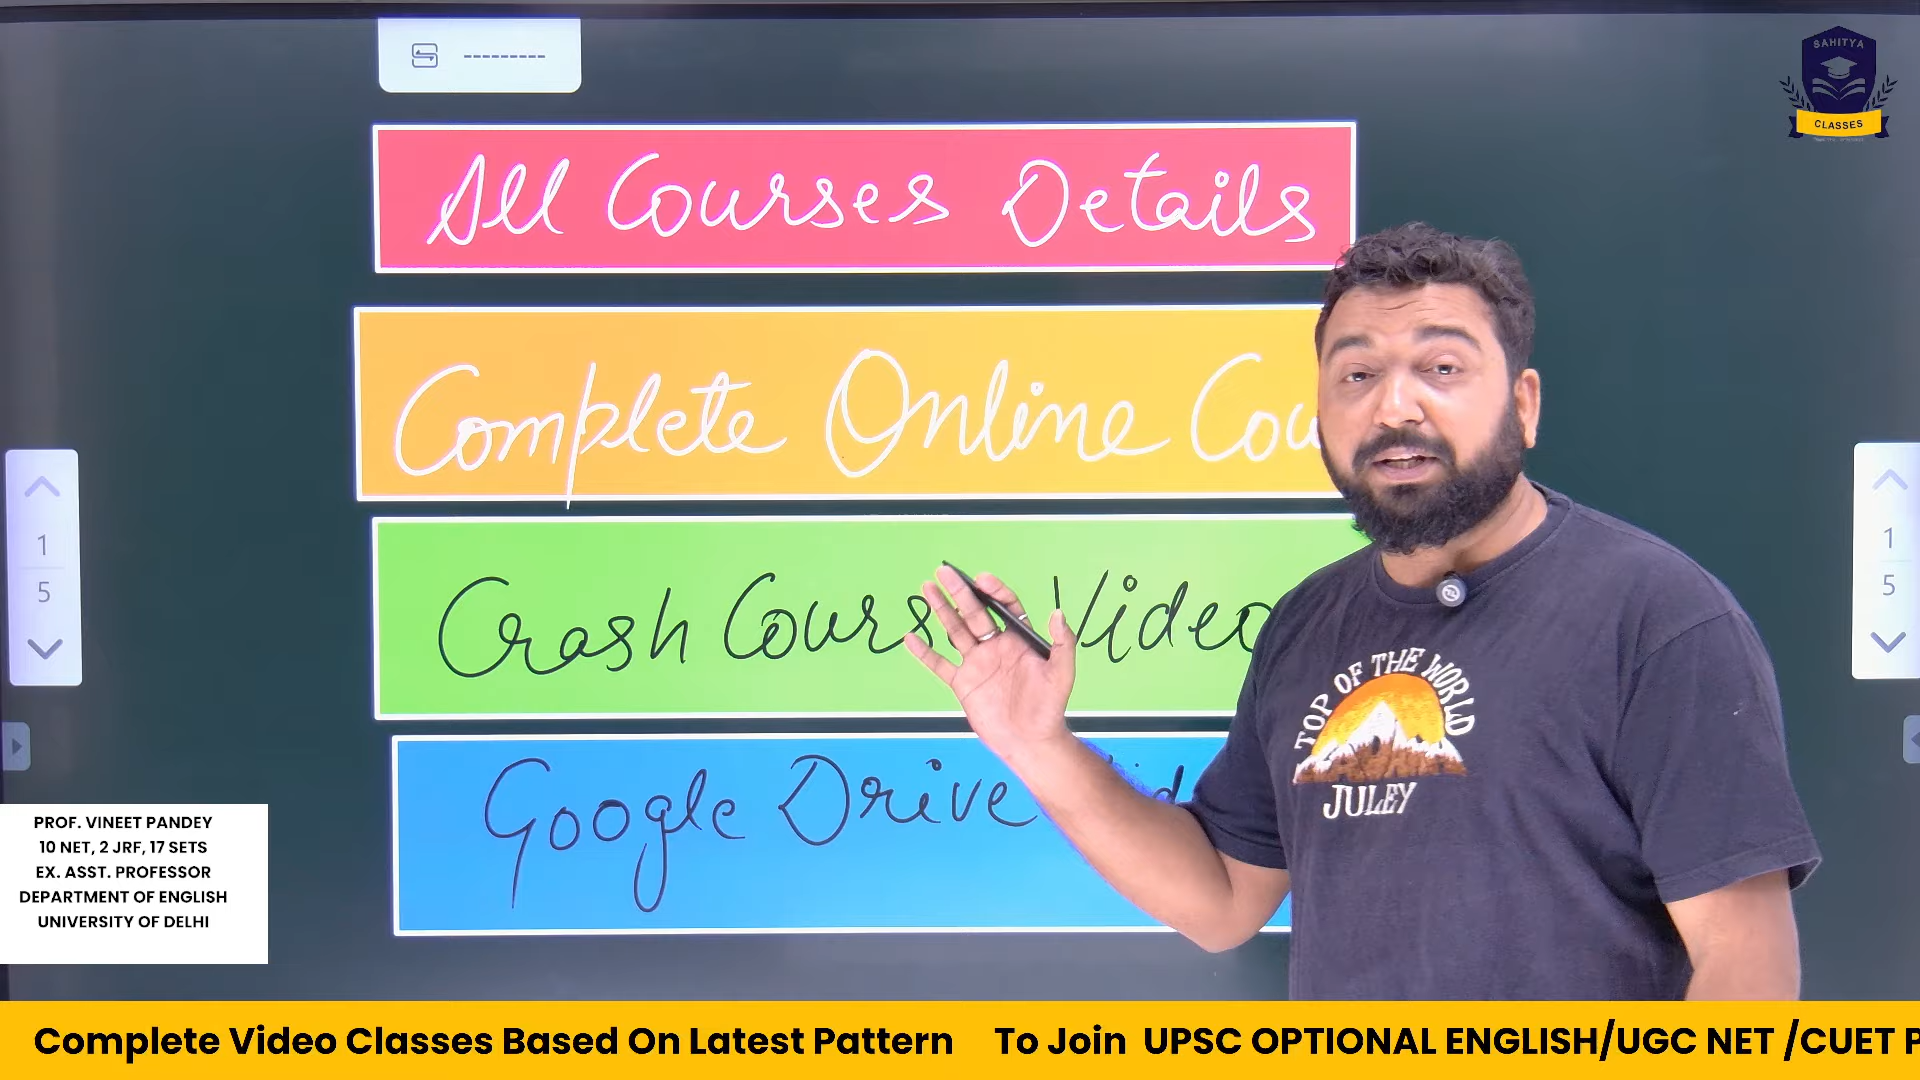 ---------
SAHITYA
CLASSES
All Courses Details
Complete Online Cou
Crash Cours Video
Google Drive
1
5
1
5
TOP OF THE WORLD
JULEY
PROF. VINEET PANDEY
10 NET, 2 JRF, 17 SETS
EX. ASST. PROFESSOR
DEPARTMENT OF ENGLISH
UNIVERSITY OF DELHI
Complete Video Classes Based On Latest Pattern To Join UPSC OPTIONAL ENGLISH/UGC NET /CUET P